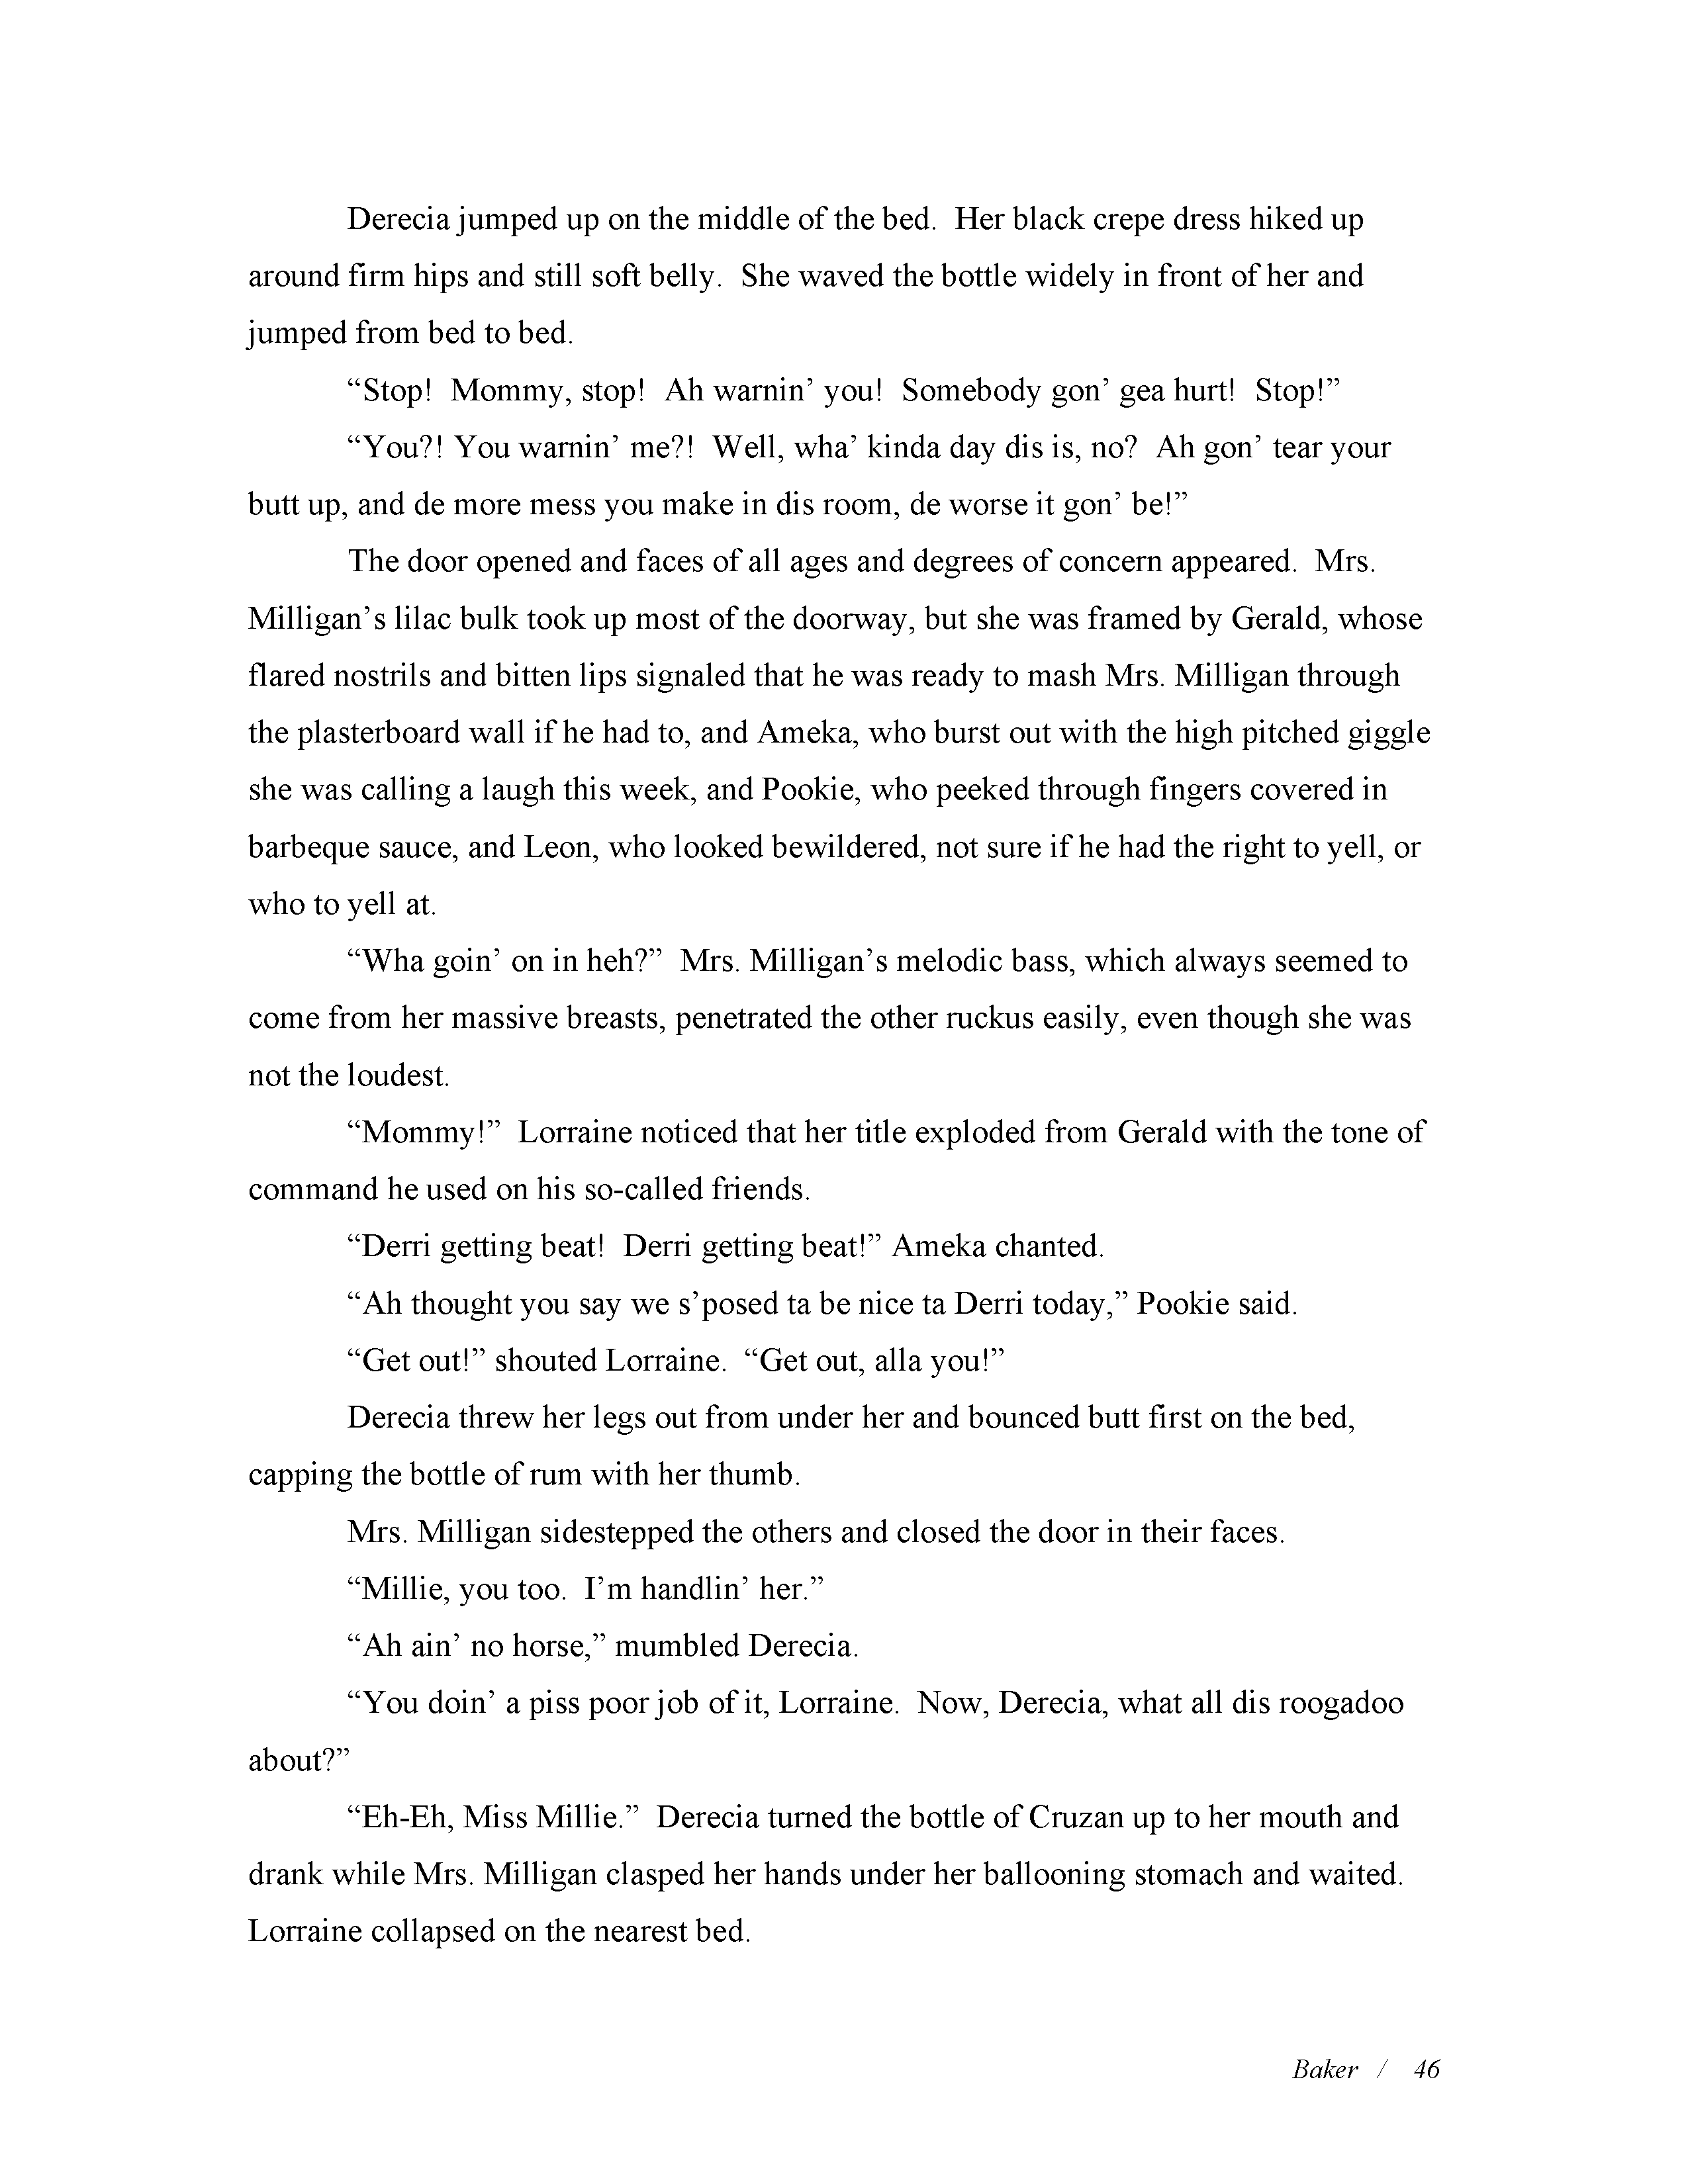 Derecia jumped up on the middle of the bed.  Her black crepe dress hiked up
around firm hips and still soft belly.  She waved the bottle widely in front of her and
jumped from bed to bed.
“Stop!  Mommy, stop!  Ah warnin’ you!  Somebody gon’ gea hurt!  Stop!”
“You?! You warnin’ me?!  Well, wha’ kinda day dis is, no?  Ah gon’ tear your
butt up, and de more mess you make in dis room, de worse it gon’ be!”
The door opened and faces of all ages and degrees of concern appeared.  Mrs.
Milligan’s lilac bulk took up most of the doorway, but she was framed by Gerald, whose
flared nostrils and bitten lips signaled that he was ready to mash Mrs. Milligan through
the plasterboard wall if he had to, and Ameka, who burst out with the high pitched giggle
she was calling a laugh this week, and Pookie, who peeked through fingers covered in
barbeque sauce, and Leon, who looked bewildered, not sure if he had the right to yell, or
who to yell at.
“Wha goin’ on in heh?”  Mrs. Milligan’s melodic bass, which always seemed to
come from her massive breasts, penetrated the other ruckus easily, even though she was
not the loudest.
“Mommy!”  Lorraine noticed that her title exploded from Gerald with the tone of
command he used on his so-called friends.
“Derri getting beat!  Derri getting beat!” Ameka chanted.
“Ah thought you say we s’posed ta be nice ta Derri today,” Pookie said.
“Get out!” shouted Lorraine.  “Get out, alla you!”
Derecia threw her legs out from under her and bounced butt first on the bed,
capping the bottle of rum with her thumb.
Mrs. Milligan sidestepped the others and closed the door in their faces.
“Millie, you too.  I’m handlin’ her.”
“Ah ain’ no horse,” mumbled Derecia.
“You doin’ a piss poor job of it, Lorraine.  Now, Derecia, what all dis roogadoo
about?”
“Eh-Eh, Miss Millie.”  Derecia turned the bottle of Cruzan up to her mouth and
drank while Mrs. Milligan clasped her hands under her ballooning stomach and waited.
Lorraine collapsed on the nearest bed.
Baker / 46